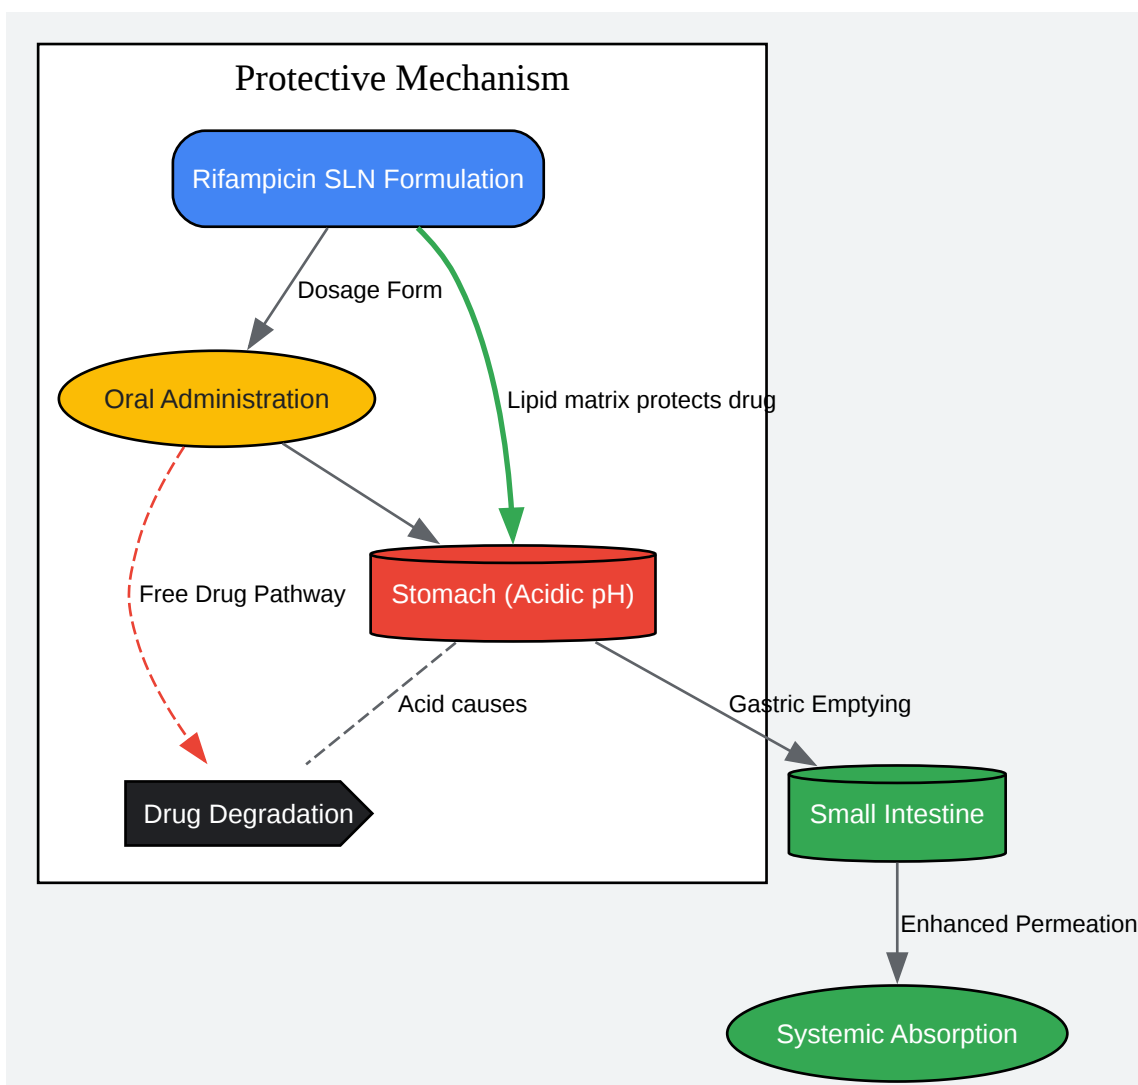 Protective Mechanism
Rifampicin SLN Formulation
Dosage Form
Oral Administration
Lipid matrix protects drug
Free Drug Pathway
Stomach (Acidic pH)
Acid causes
Gastric Emptying
Drug Degradation
Small Intestine
Enhanced Permeation
Systemic Absorption